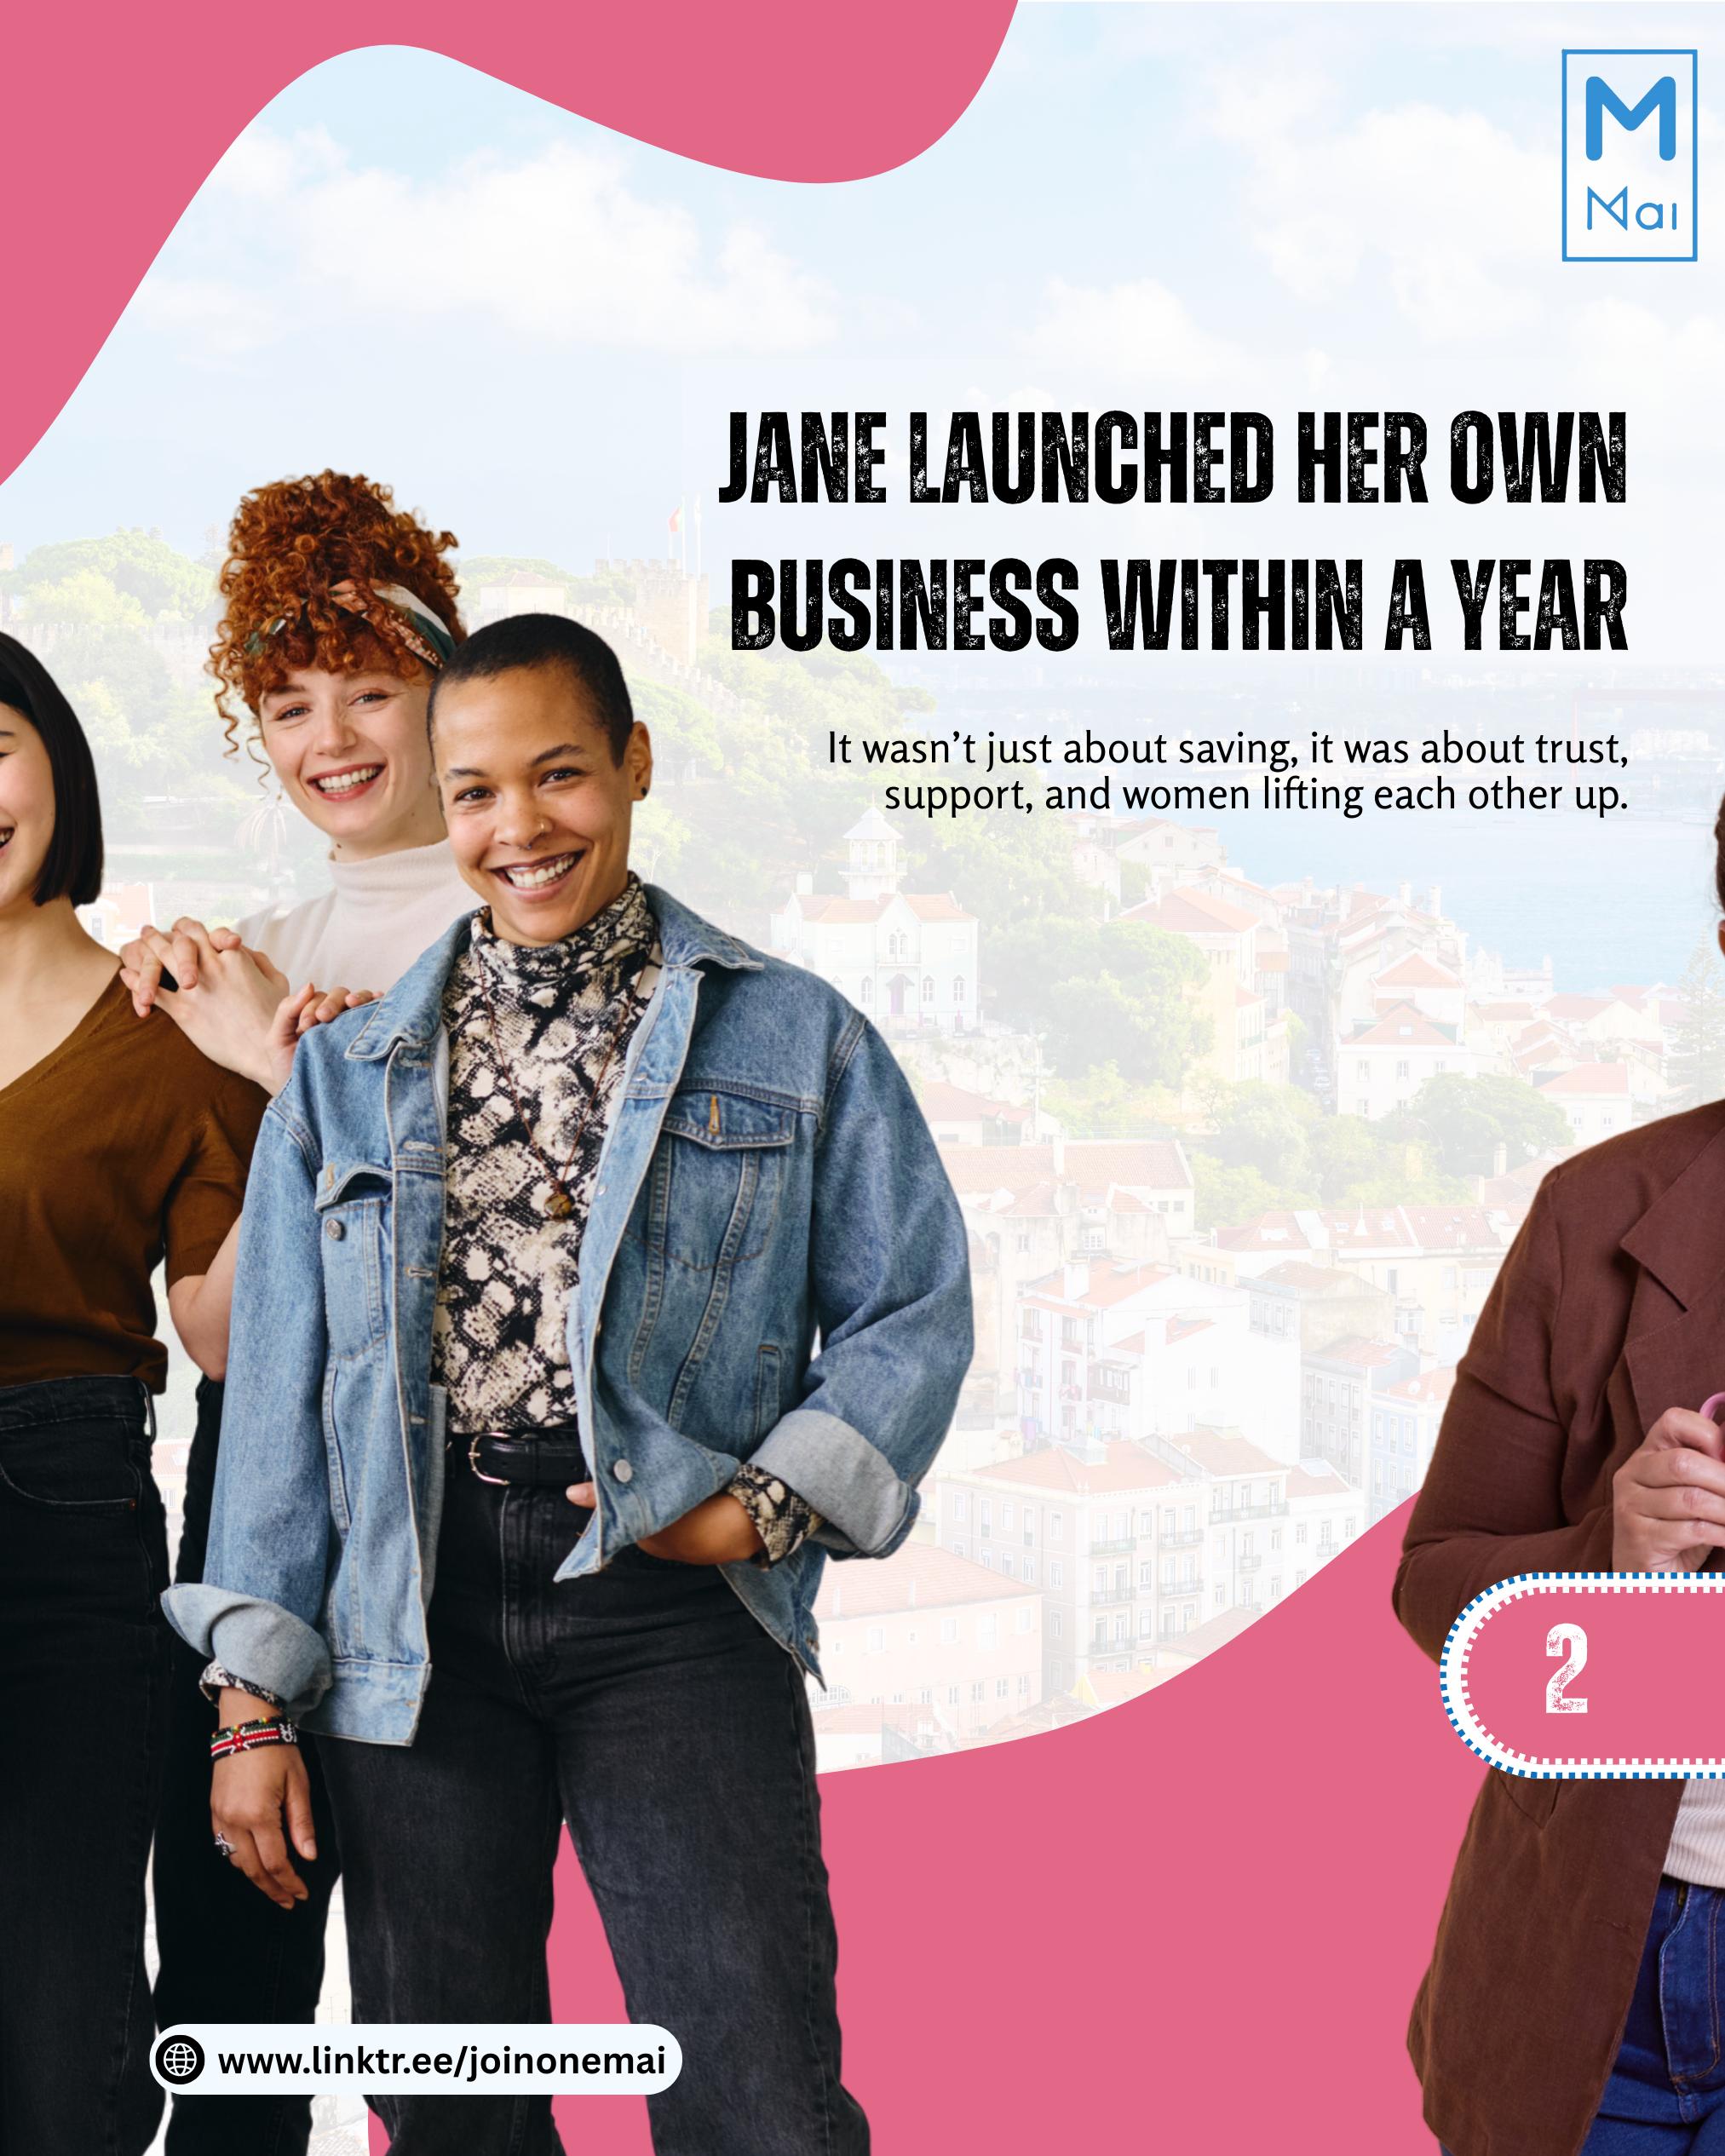 M
Mai
JANE LAUNCHED HER OWN
BUSINESS WITHIN A YEAR
It wasn’t just about saving, it was about trust,
support, and women lifting each other up.
2
www.linktr.ee/joinonemai